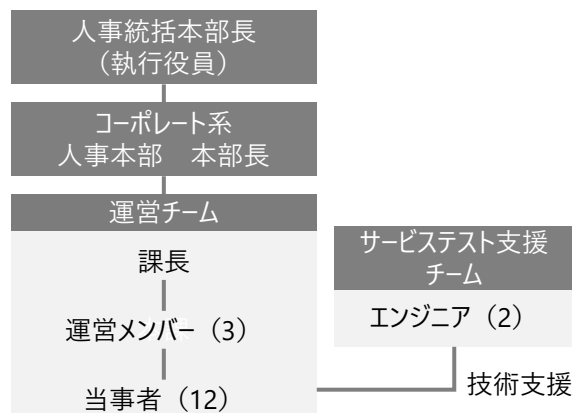 人事統括本部長
（執行役員）
コーポレート系
人事本部　本部長
運営チーム
課長
運営メンバー（3）
当事者（12）
サービステスト支援
チーム
エンジニア（2）
技術支援